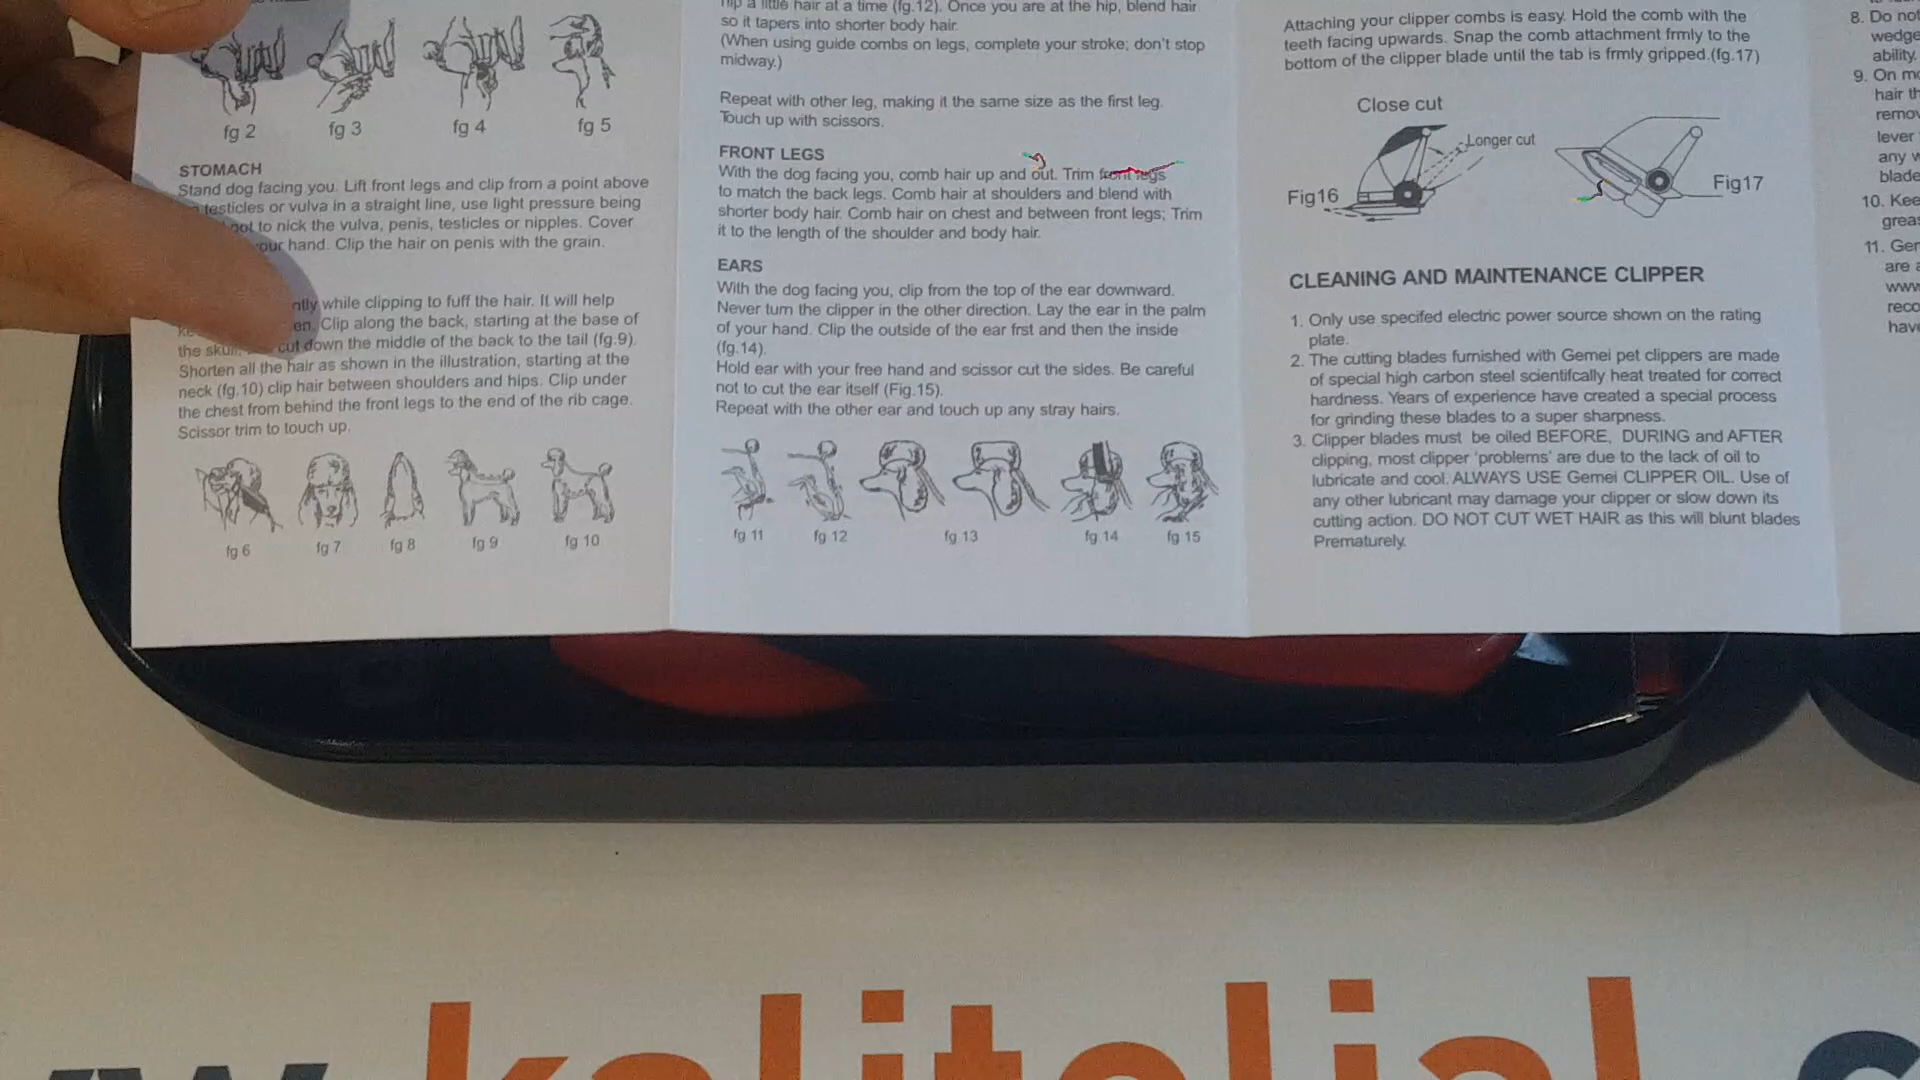 fg 2
fg 3
fg 4
fg 5
STOMACH
Stand dog facing you. Lift front legs and clip from a point above
testicles or vulva in a straight line, use light pressure being
not to nick the vulva, penis, testicles or nipples. Cover
your hand. Clip the hair on penis with the grain.
while clipping to fuff the hair. It will help
Clip along the back, starting at the base of
the skull, cut down the middle of the back to the tail (fg.9).
Shorten all the hair as shown in the illustration, starting at the
neck (fg.10) clip hair between shoulders and hips. Clip under
the chest from behind the front legs to the end of the rib cage.
Scissor trim to touch up.
fg 6
fg 7
fg 8
fg 9
fg 10
hip a little hair at a time (fg.12). Once you are at the hip, blend hair
so it tapers into shorter body hair.
(When using guide combs on legs, complete your stroke; don't stop
midway.)
Repeat with other leg, making it the same size as the first leg.
Touch up with scissors.
FRONT LEGS
With the dog facing you, comb hair up and out. Trim front legs
to match the back legs. Comb hair at shoulders and blend with
shorter body hair. Comb hair on chest and between front legs; Trim
it to the length of the shoulder and body hair.
EARS
With the dog facing you, clip from the top of the ear downward.
Never turn the clipper in the other direction. Lay the ear in the palm
of your hand. Clip the outside of the ear frst and then the inside
(fg.14).
Hold ear with your free hand and scissor cut the sides. Be careful
not to cut the ear itself (Fig.15).
Repeat with the other ear and touch up any stray hairs.
fg 11
fg 12
fg 13
fg 14
fg 15
Attaching your clipper combs is easy. Hold the comb with the
teeth facing upwards. Snap the comb attachment frmly to the
bottom of the clipper blade until the tab is frmly gripped.(fg.17)
Close cut
Longer cut
Fig16
Fig17
CLEANING AND MAINTENANCE CLIPPER
1. Only use specifed electric power source shown on the rating
plate.
2. The cutting blades furnished with Gemei pet clippers are made
of special high carbon steel scientifcally heat treated for correct
hardness. Years of experience have created a special process
for grinding these blades to a super sharpness.
3. Clipper blades must be oiled BEFORE, DURING and AFTER
clipping, most clipper 'problems' are due to the lack of oil to
lubricate and cool. ALWAYS USE Gemei CLIPPER OIL. Use of
any other lubricant may damage your clipper or slow down its
cutting action. DO NOT CUT WET HAIR as this will blunt blades
Prematurely.
8. Do not
wedge
ability.
9. On
hair
lever
any
blade
10.
11.
are
www